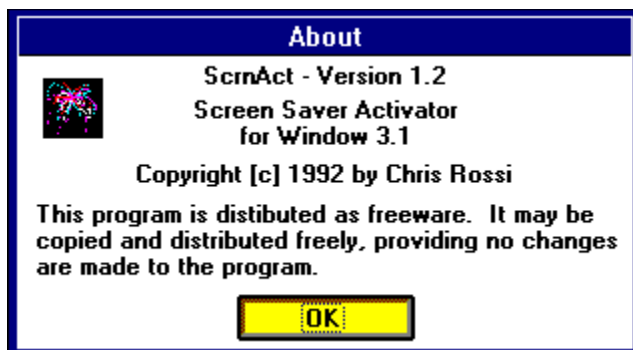 About
ScrnAct - Version 1.2
Screen Saver Activator
for Window 3.1
Copyright [c] 1992 by Chris Rossi
This program is distibuted as freeware.  It may be
copied and distributed freely, providing no changes
are made to the program.
OK